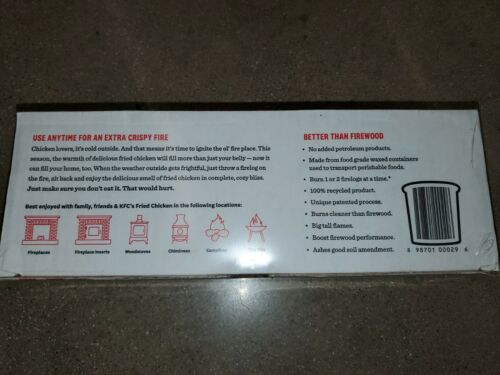 USE ANYTIME FOR AN EXTRA CRISPY FIRE
Chicken lovers, it's cold outside. And that means it's time to ignite the ol' fire place. This
season, the warmth of delicious fried chicken will fill more than just your belly -- now it
can fill your home, too. When the weather outside gets frightful, just throw a firelog on
the fire, sit back and enjoy the delicious smell of fried chicken in complete, cozy bliss.
Just make sure you don't eat it. That would hurt.
Best enjoyed with family, friends & KFC's Fried Chicken in the following locations:
Fireplaces
Fireplace Inserts
Woodstoves
Chimineas
Campfires
BETTER THAN FIREWOOD
• No added petroleum products.
• Made from food grade waxed containers
used to transport perishable foods.
• Burn 1 or 2 firelogs at a time.*
• 100% recycled product.
• Unique patented process.
• Burns cleaner than firewood.
• Big tall flames.
• Boost firewood performance.
• Ashes good soil amendment.
8 98701 00029 6